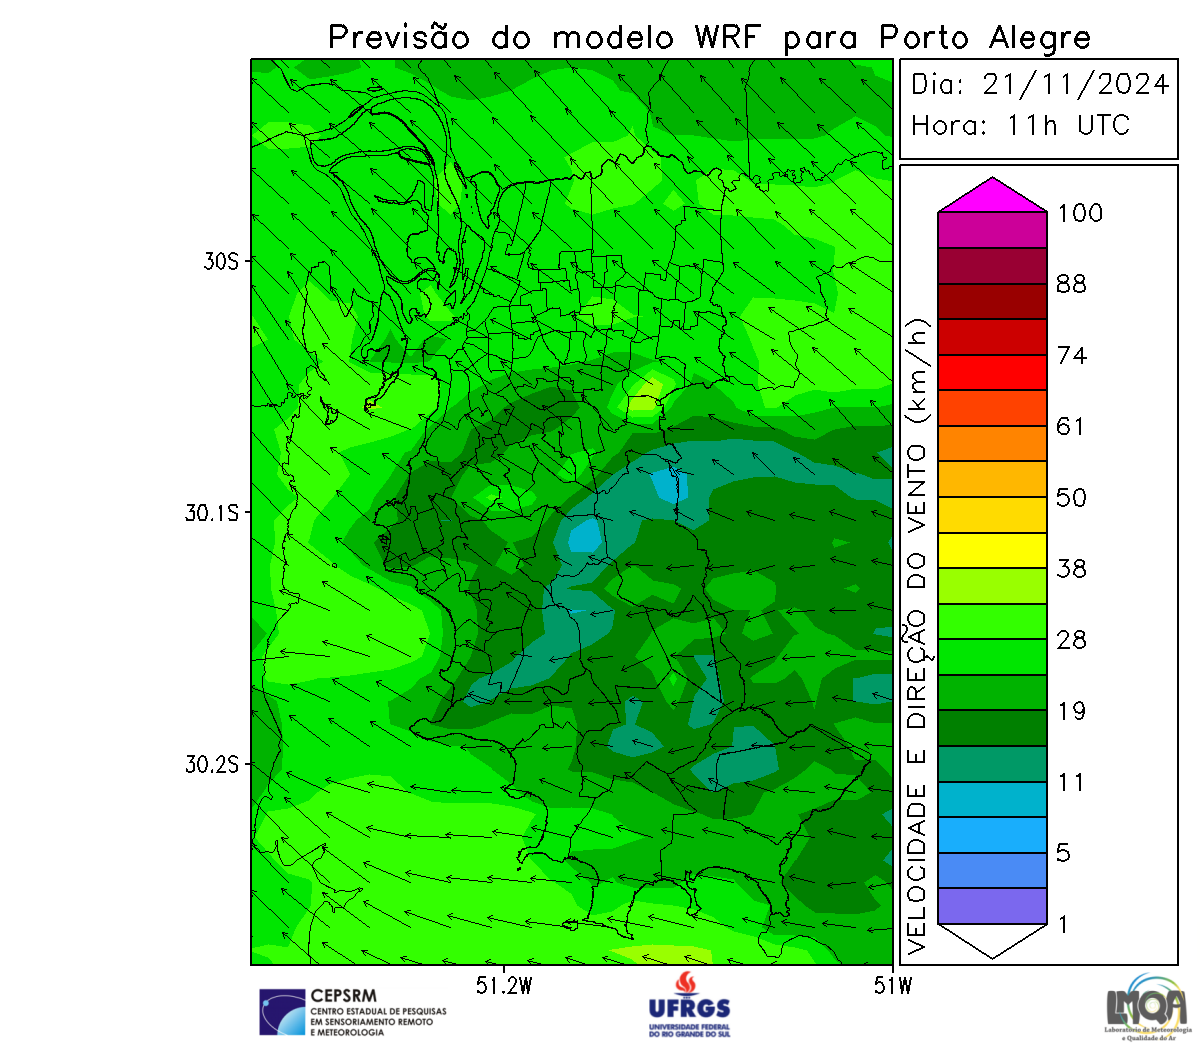 Previsão do modelo WRF para Porto Alegre
Dia: 21/11/2024
Hora: 11h UTC
30S
30.1S
30.2S
51.2W
51W
VELOCIDADE E DIREÇÃO DO VENTO (km/h)
100
88
74
61
50
38
28
19
11
5
1
CEPSRM
CENTRO ESTADUAL DE PESQUISAS
EM SENSORIAMENTO REMOTO
E METEOROLOGIA
UFRGS
UNIVERSIDADE FEDERAL
DO RIO GRANDE DO SUL
LMQA
Laboratório de Meteorologia
e Qualidade do Ar